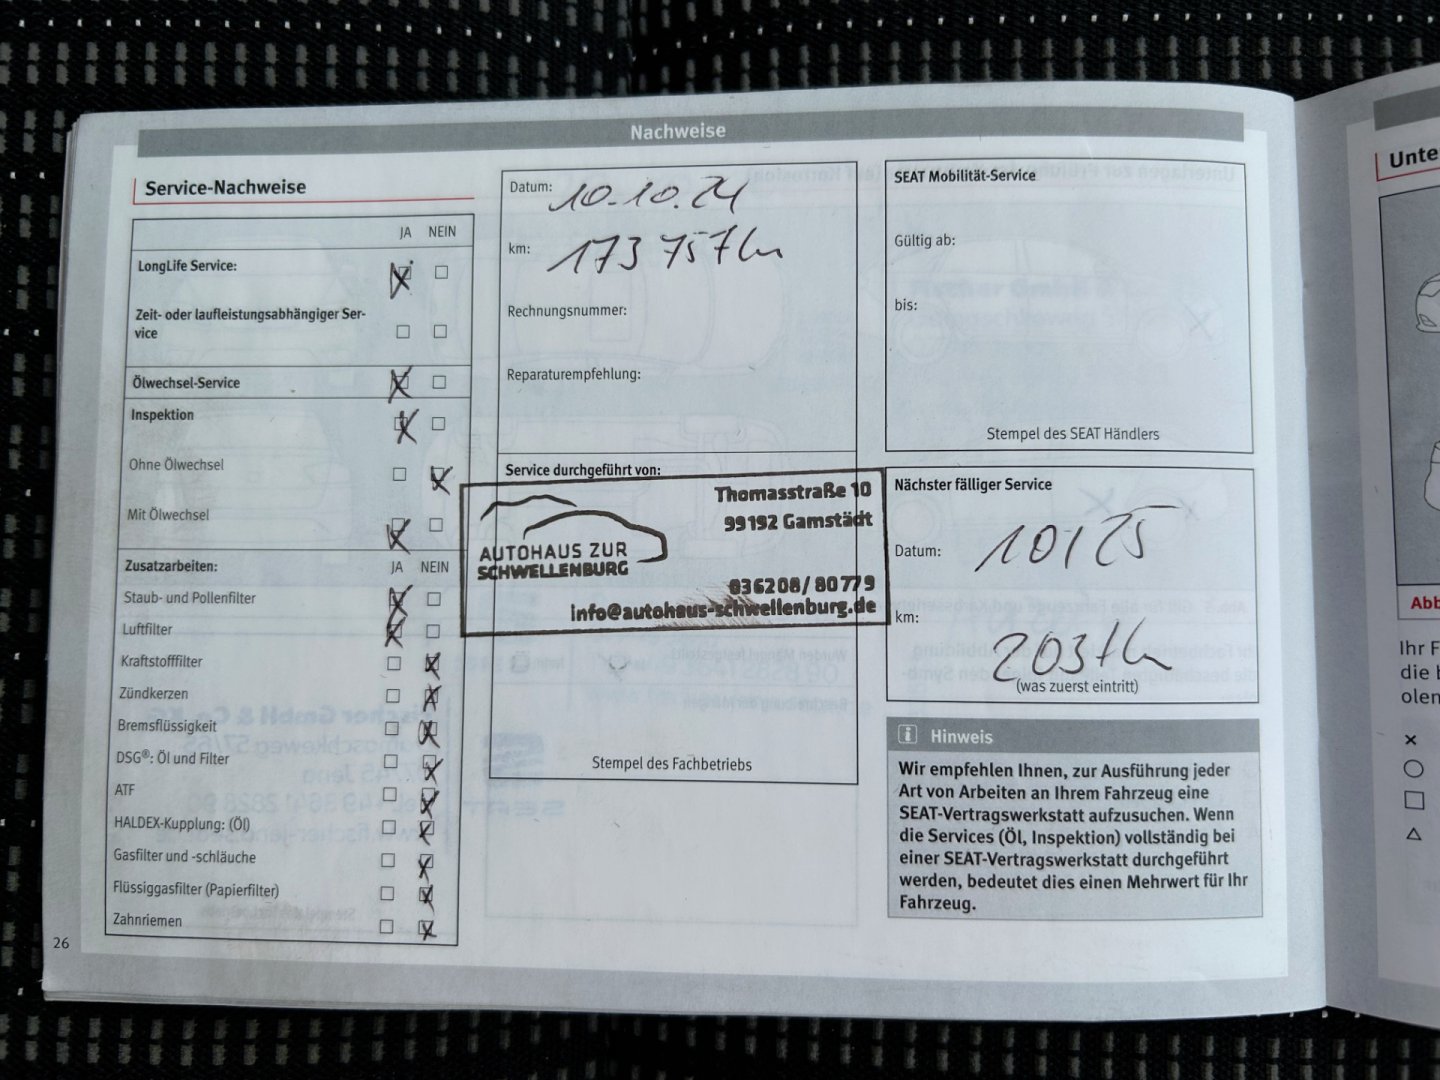 Nachweise
Service-Nachweise
JA NEIN
LongLife Service:
Zeit- oder laufleistungsabhängiger Ser-
vice
Ölwechsel-Service
Inspektion
Ohne Ölwechsel
Mit Ölwechsel
Zusatzarbeiten: JA NEIN
Staub- und Pollenfilter
Luftfilter
Kraftstofffilter
Zündkerzen
Bremsflüssigkeit
DSG®: Öl und Filter
ATF
HALDEX-Kupplung: (Öl)
Gasfilter und -schläuche
Flüssiggasfilter (Papierfilter)
Zahnriemen
26
Datum: 10.10.24
km: 173 757 km
Rechnungsnummer:
Reparaturempfehlung:
Service durchgeführt von:
Thomasstraße 10
99192 Gamstädt
AUTOHAUS ZUR
SCHWELLENBURG
036208/80779
info@autohaus-schwellenburg.de
Stempel des Fachbetriebs
SEAT Mobilität-Service
Gültig ab:
bis:
Stempel des SEAT Händlers
Nächster fälliger Service
Datum: 10/25
km: 203 tkm
(was zuerst eintritt)
Hinweis
Wir empfehlen Ihnen, zur Ausführung jeder
Art von Arbeiten an Ihrem Fahrzeug eine
SEAT-Vertragswerkstatt aufzusuchen. Wenn
die Services (Öl, Inspektion) vollständig bei
einer SEAT-Vertragswerkstatt durchgeführt
werden, bedeutet dies einen Mehrwert für Ihr
Fahrzeug.
Unte
Abb
Ihr F
die b
olen